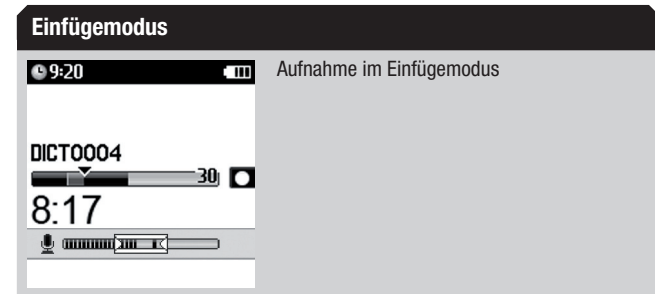 Einfügemodus
9:20
Aufnahme im Einfügemodus
DICT0004
30
8:17